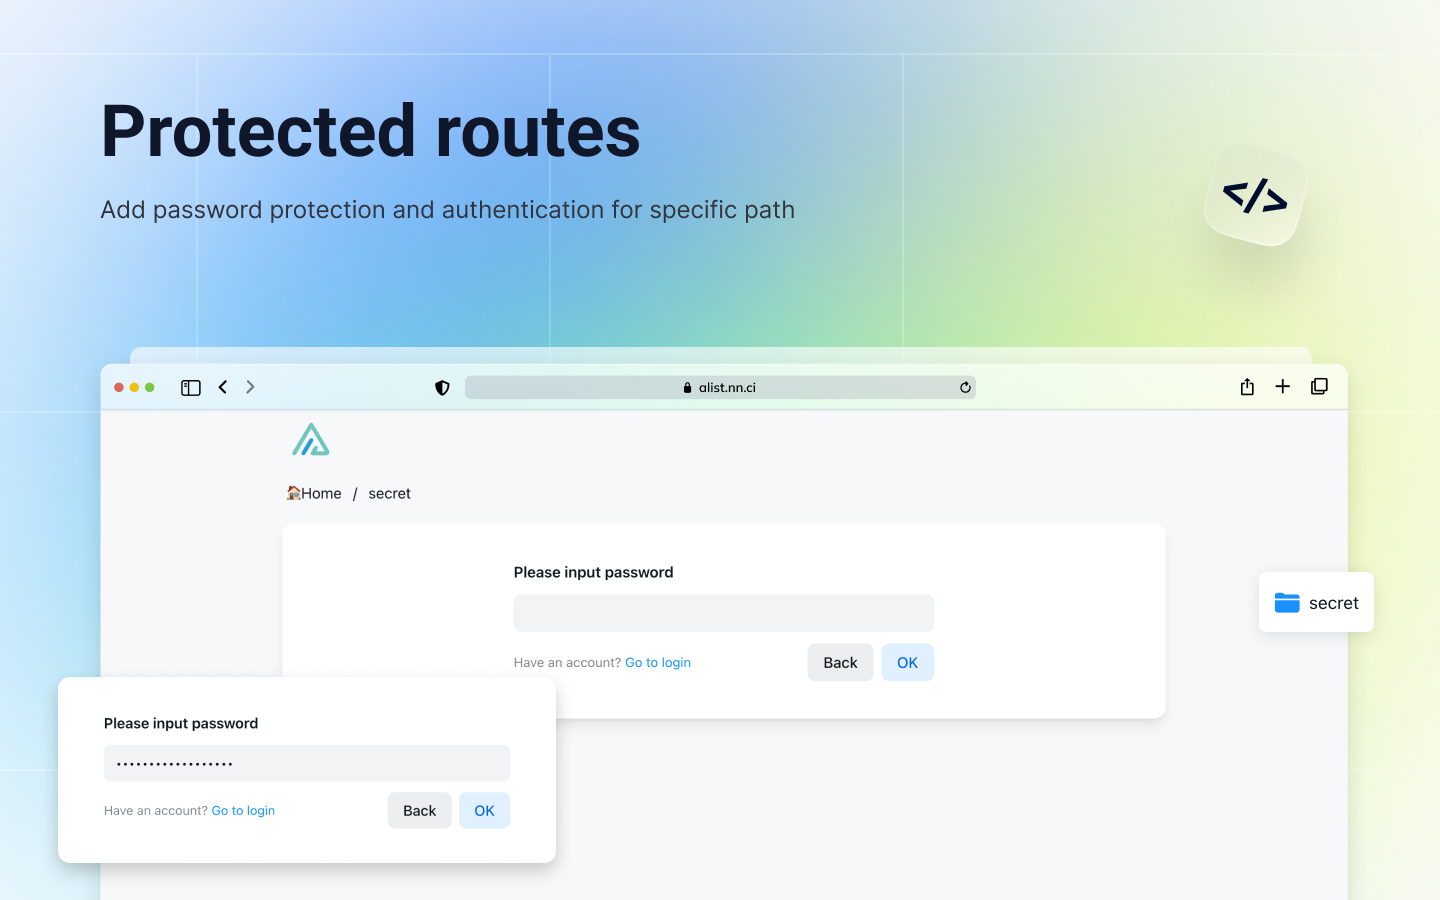 Protected routes
Add password protection and authentication for specific path
</>
alist.nn.ci
🏠Home / secret
Please input password
Have an account? Go to login
Back
OK
secret
Please input password
••••••••••••••••••
Have an account? Go to login
Back
OK